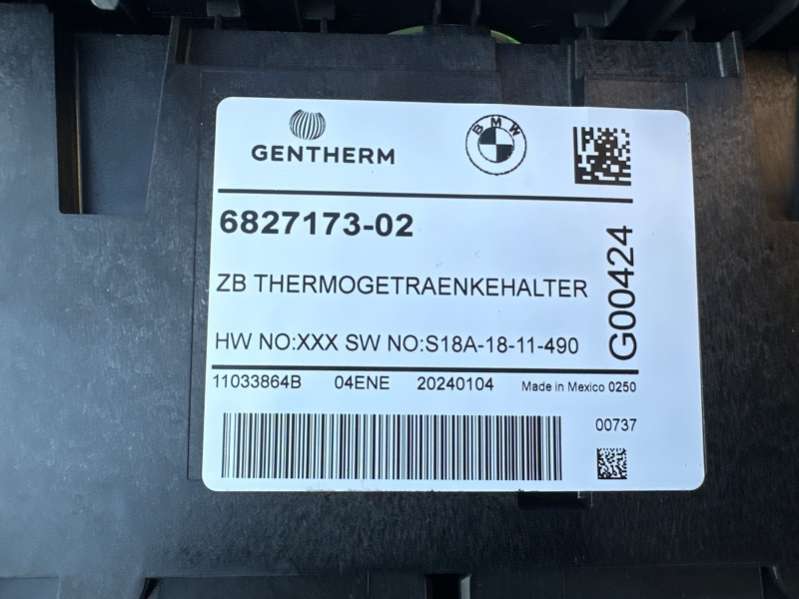 GENTHERM
BMW
6827173-02
ZB THERMOGETRAENKEHALTER
HW NO:XXX SW NO:S18A-18-11-490
G00424
11033864B 04ENE 20240104 Made in Mexico 0250
00737